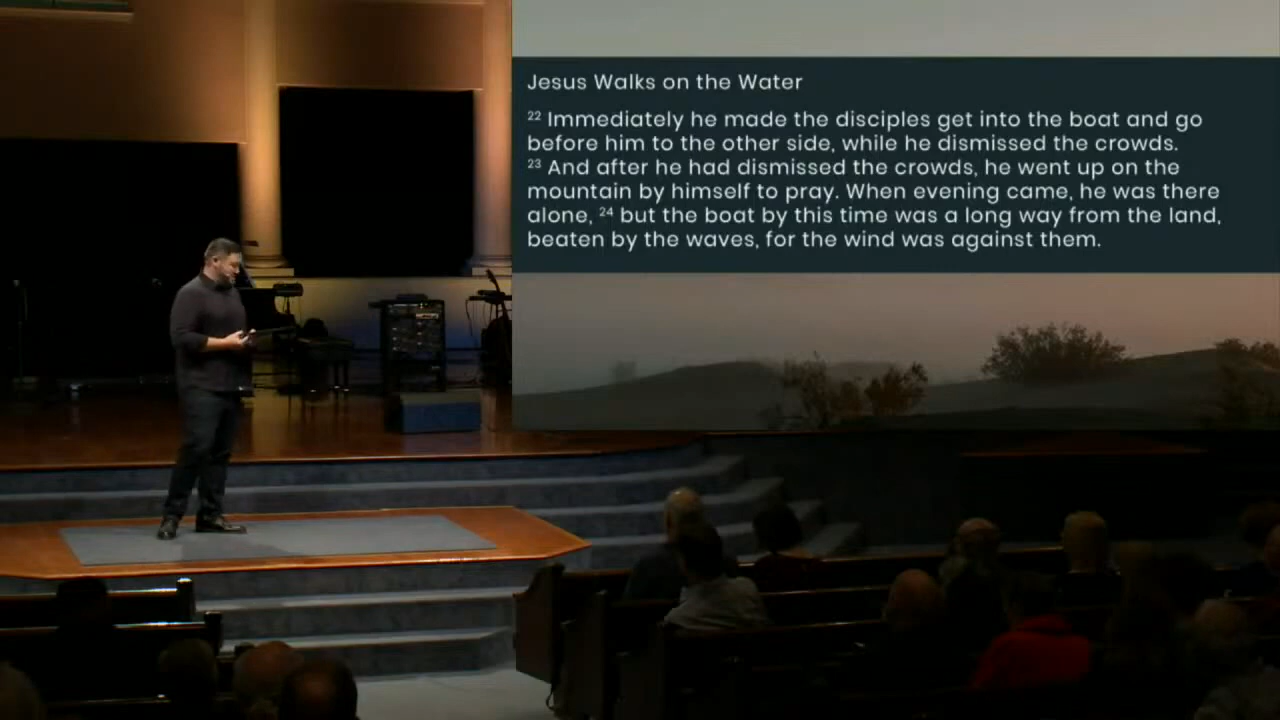 Jesus Walks on the Water
22 Immediately he made the disciples get into the boat and go
before him to the other side, while he dismissed the crowds.
23 And after he had dismissed the crowds, he went up on the
mountain by himself to pray. When evening came, he was there
alone, 24 but the boat by this time was a long way from the land,
beaten by the waves, for the wind was against them.